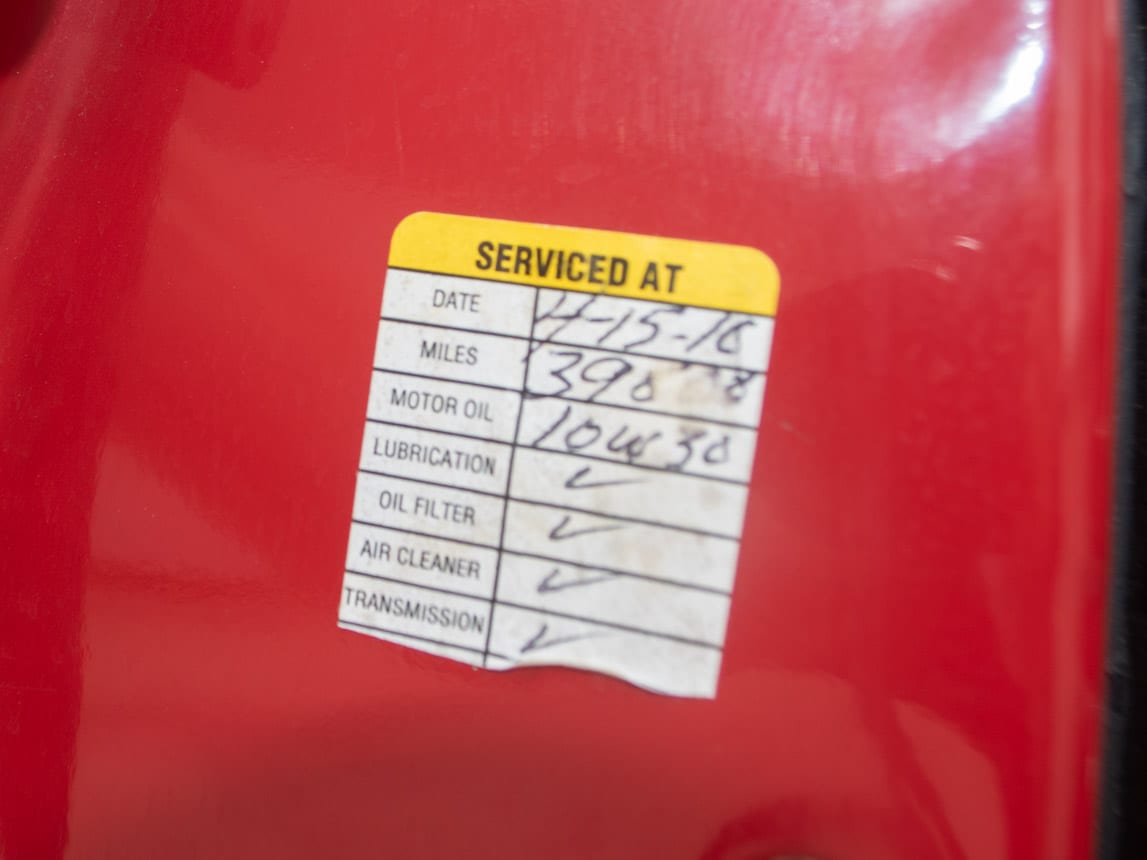 SERVICED AT
DATE 4-15-16
MILES
MOTOR OIL 10W30
LUBRICATION ✓
OIL FILTER ✓
AIR CLEANER ✓
TRANSMISSION ✓